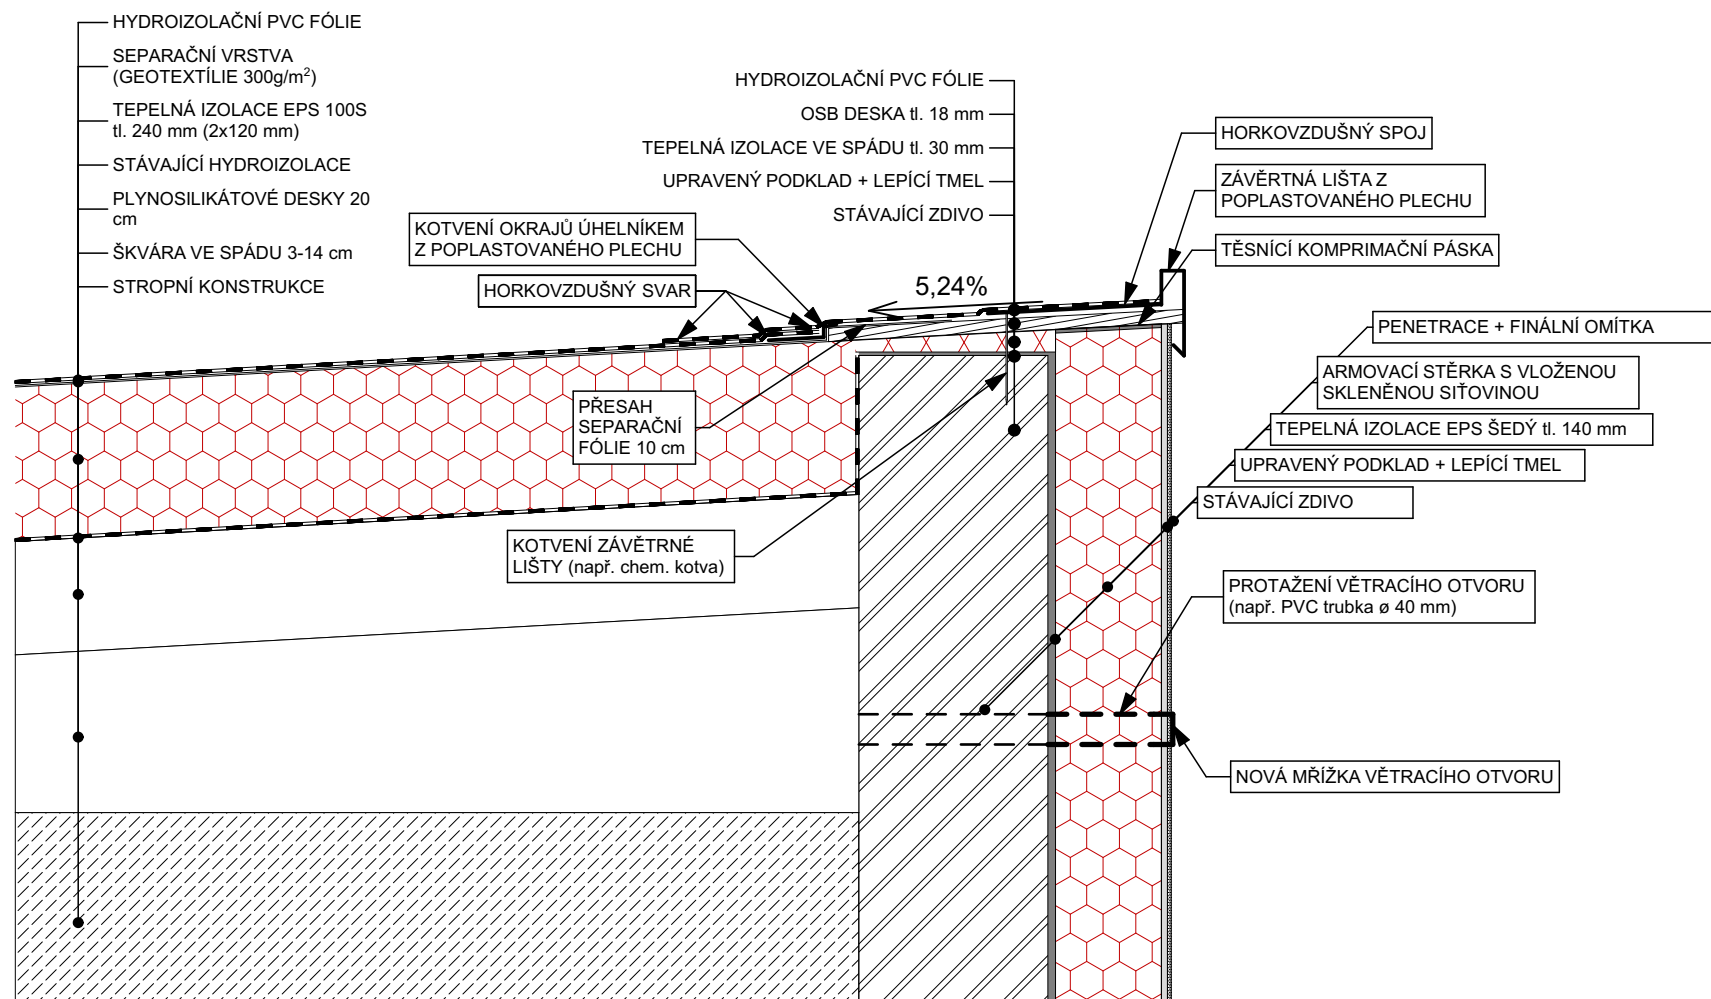 HYDROIZOLAČNÍ PVC FÓLIE
SEPARAČNÍ VRSTVA
(GEOTEXTÍLIE 300g/m²)
TEPELNÁ IZOLACE EPS 100S
tl. 240 mm (2x120 mm)
STÁVAJÍCÍ HYDROIZOLACE
PLYNOSILIKÁTOVÉ DESKY 20
cm
ŠKVÁRA VE SPÁDU 3-14 cm
STROPNÍ KONSTRUKCE
HYDROIZOLAČNÍ PVC FÓLIE
OSB DESKA tl. 18 mm
TEPELNÁ IZOLACE VE SPÁDU tl. 30 mm
UPRAVENÝ PODKLAD + LEPÍCÍ TMEL
STÁVAJÍCÍ ZDIVO
KOTVENÍ OKRAJŮ ÚHELNÍKEM
Z POPLASTOVANÉHO PLECHU
HORKOVZDUŠNÝ SVAR
5,24%
HORKOVZDUŠNÝ SPOJ
ZÁVĚRTNÁ LIŠTA Z
POPLASTOVANÉHO PLECHU
TĚSNÍCÍ KOMPRIMAČNÍ PÁSKA
PENETRACE + FINÁLNÍ OMÍTKA
ARMOVACÍ STĚRKA S VLOŽENOU
SKLENĚNOU SIŤOVINOU
TEPELNÁ IZOLACE EPS ŠEDÝ tl. 140 mm
UPRAVENÝ PODKLAD + LEPÍCÍ TMEL
STÁVAJÍCÍ ZDIVO
PŘESAH
SEPARAČNÍ
FÓLIE 10 cm
KOTVENÍ ZÁVĚTRNÉ
LIŠTY (např. chem. kotva)
PROTAŽENÍ VĚTRACÍHO OTVORU
(např. PVC trubka ø 40 mm)
NOVÁ MŘÍŽKA VĚTRACÍHO OTVORU